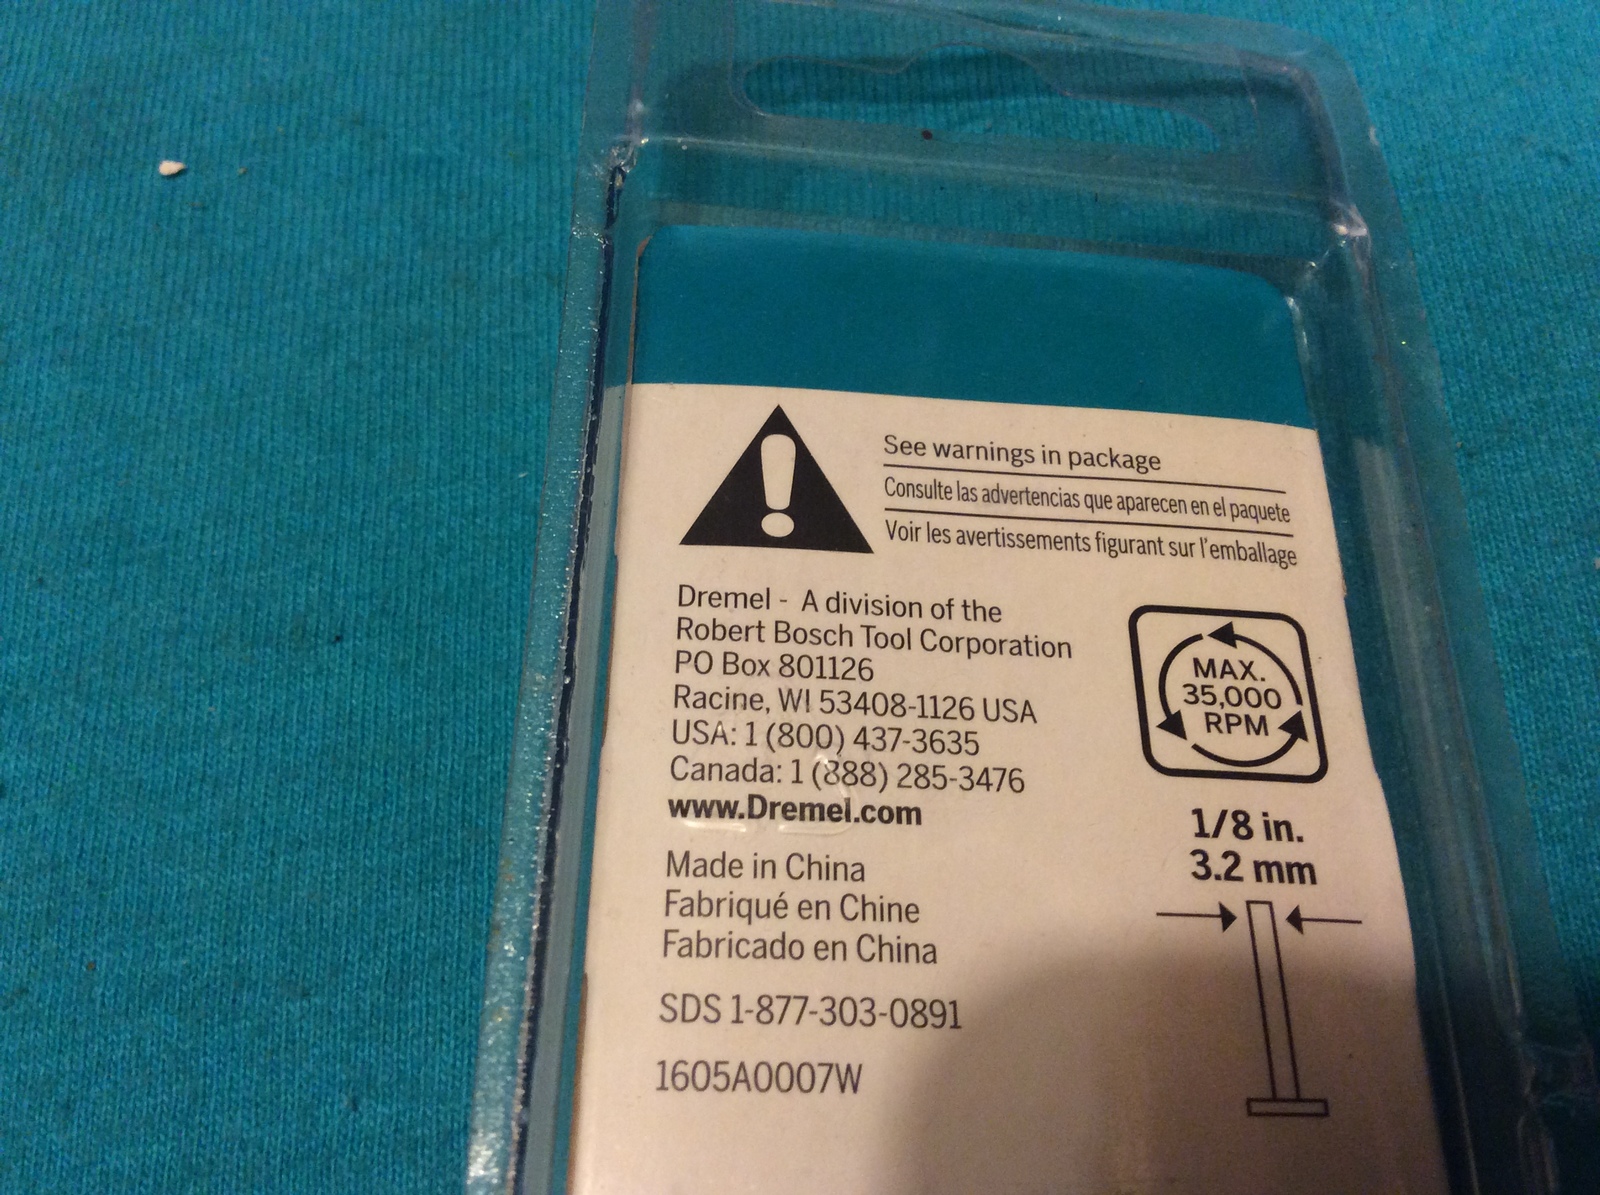 See warnings in package
Consulte las advertencias que aparecen en el paquete
Voir les avertissements figurant sur l'emballage
Dremel - A division of the
Robert Bosch Tool Corporation
PO Box 801126
Racine, WI 53408-1126 USA
USA: 1 (800) 437-3635
Canada: 1 (888) 285-3476
www.Dremel.com
MAX.
35,000
RPM
1/8 in.
3.2 mm
Made in China
Fabriqué en Chine
Fabricado en China
SDS 1-877-303-0891
1605A0007W